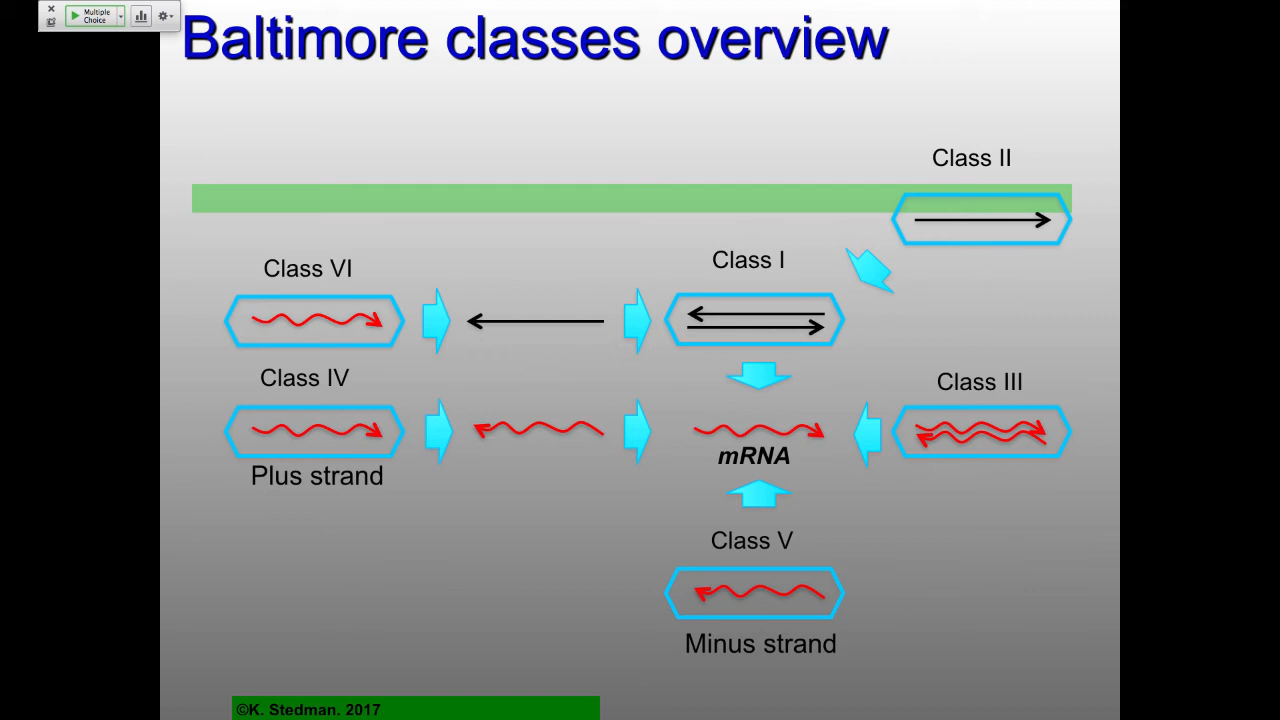 Multiple
Choice
Baltimore classes overview
Class II
Class I
Class VI
Class IV
Class III
mRNA
Plus strand
Class V
Minus strand
©K. Stedman. 2017